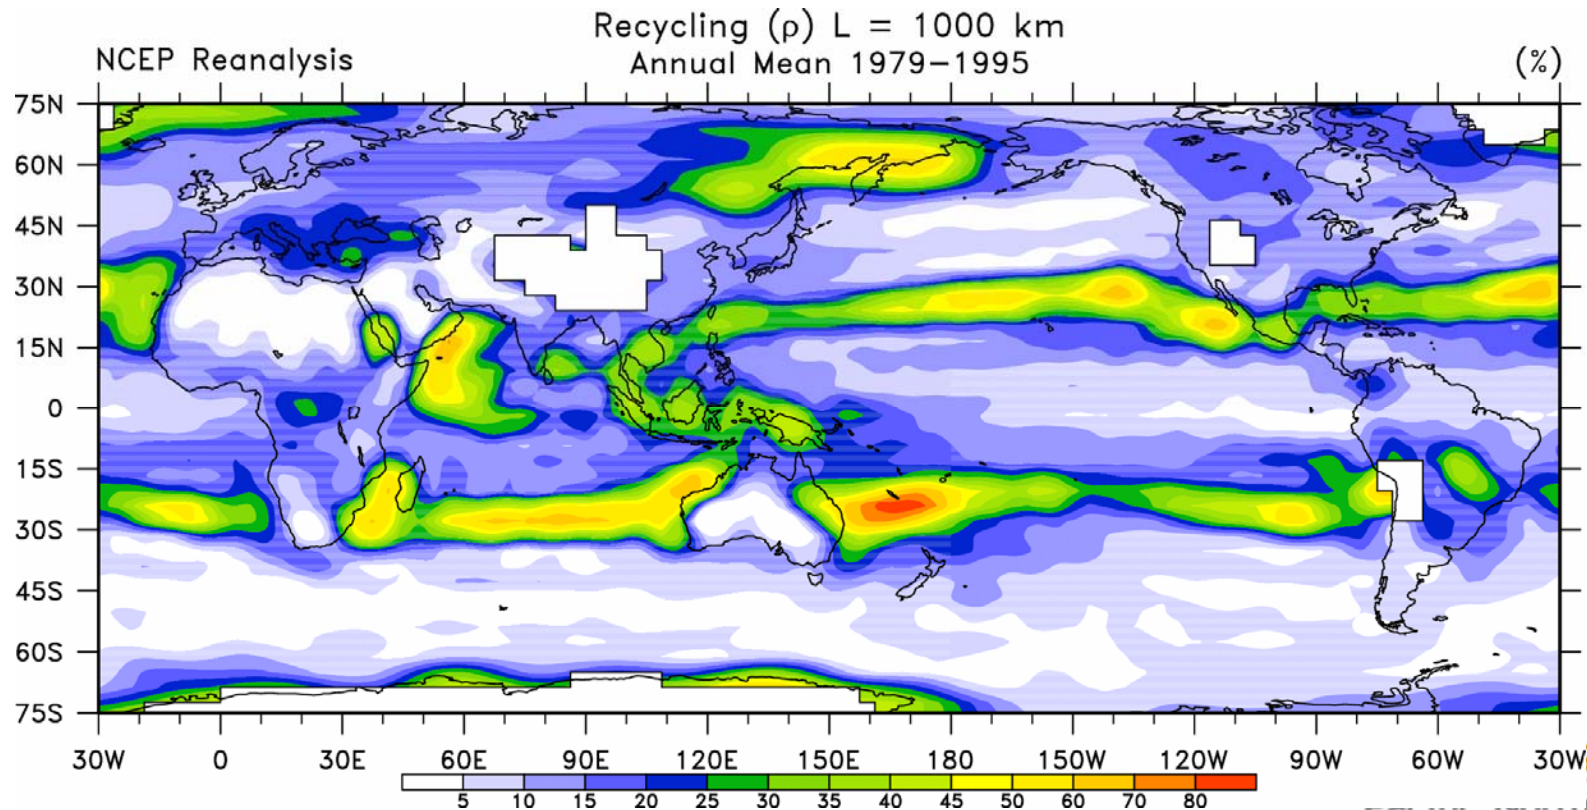 Recycling (ρ) L = 1000 km
NCEP Reanalysis Annual Mean 1979−1995 (%)
75N
60N
45N
30N
15N
0
15S
30S
45S
60S
75S
30W 0 30E 60E 90E 120E 150E 180 150W 120W 90W 60W 30W
5 10 15 20 25 30 35 40 45 50 60 70 80